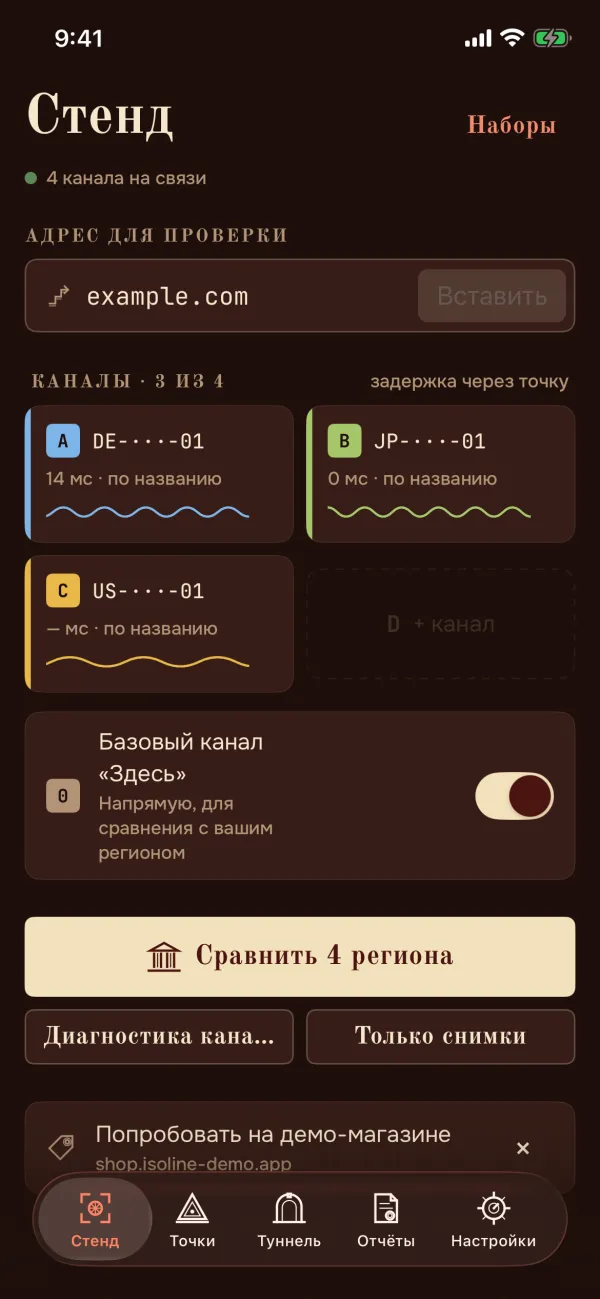 9:41
Стенд
Наборы
4 канала на связи
АДРЕС ДЛЯ ПРОВЕРКИ
example.com
Вставить
КАНАЛЫ · 3 ИЗ 4
задержка через точку
A DE-····-01
14 мс · по названию
B JP-····-01
0 мс · по названию
C US-····-01
— мс · по названию
D + канал
Базовый канал
«Здесь»
0
Напрямую, для
сравнения с вашим
регионом
Сравнить 4 региона
Диагностика кана...
Только снимки
Попробовать на демо-магазине
shop.isoline-demo.app
Стенд
Точки
Туннель
Отчёты
Настройки